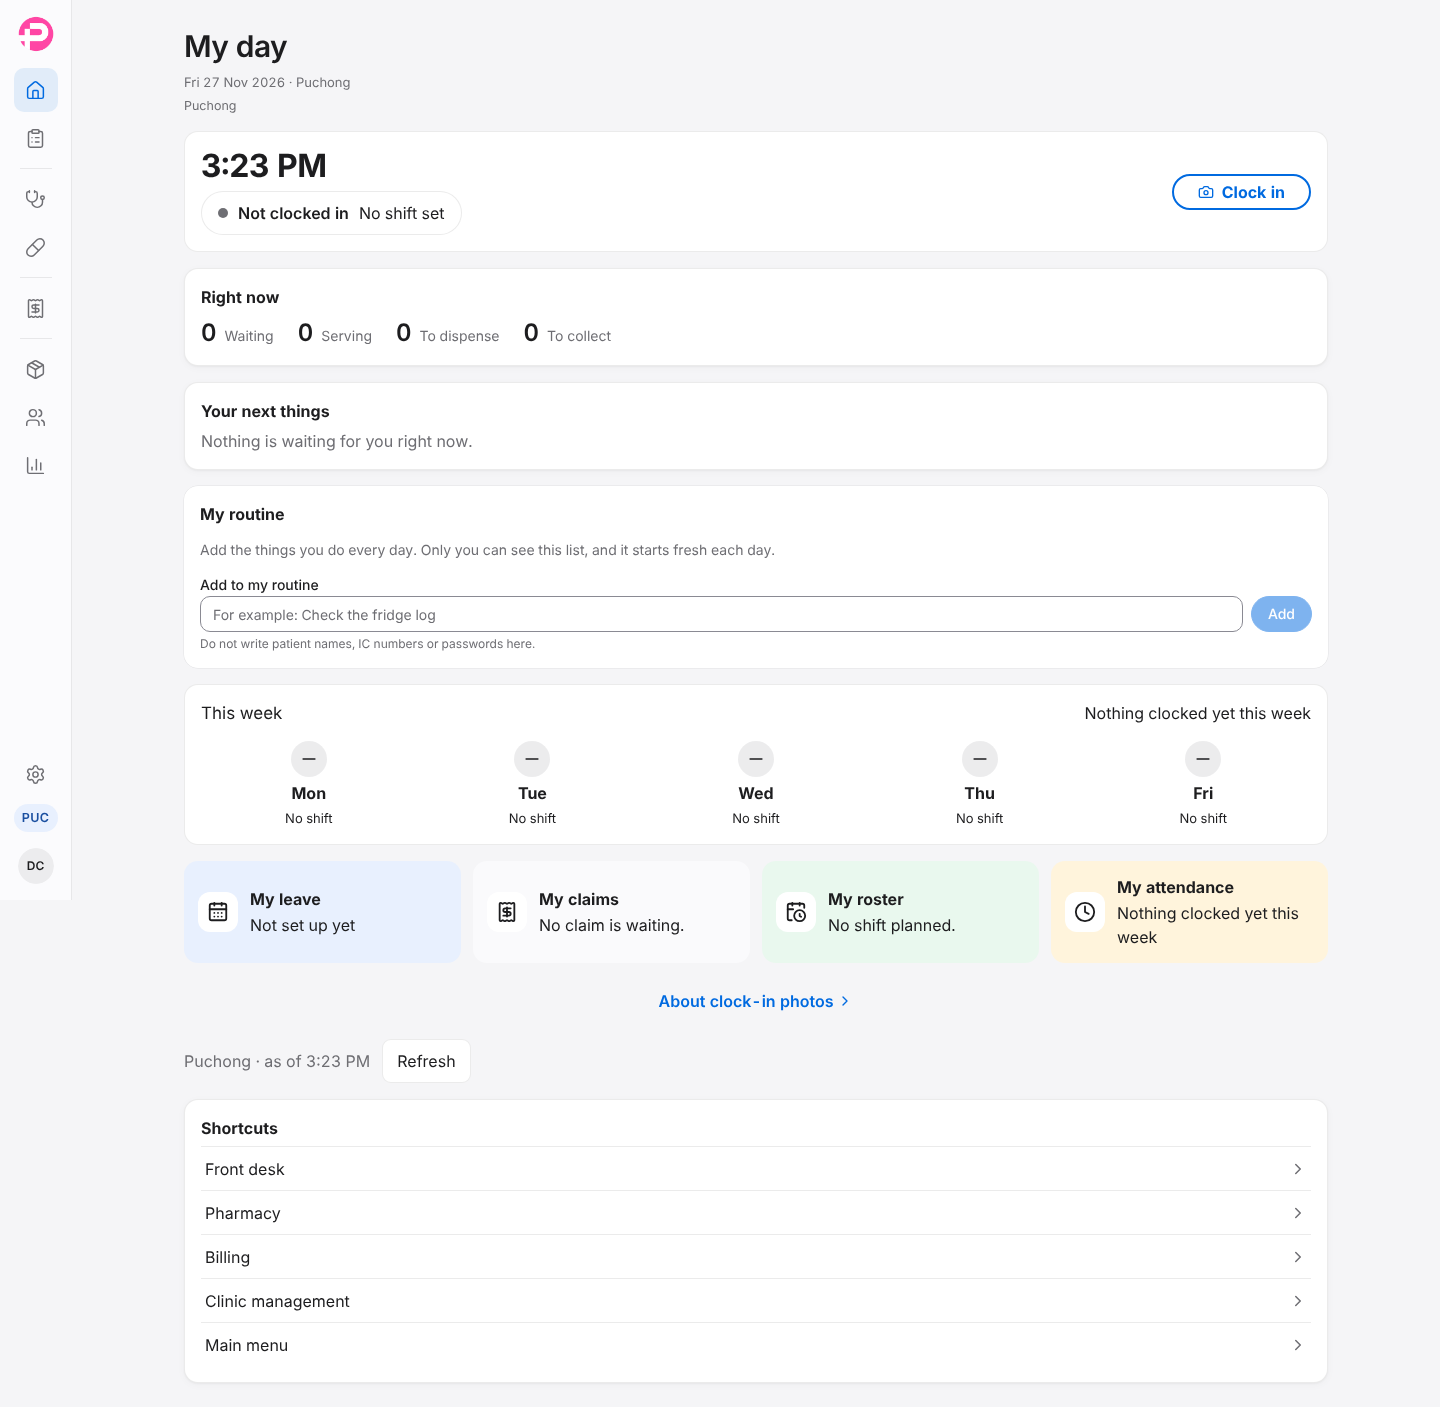 My day
Fri 27 Nov 2026 · Puchong
Puchong
3:23 PM
Not clocked in No shift set
Clock in
Right now
0 Waiting 0 Serving 0 To dispense 0 To collect
Your next things
Nothing is waiting for you right now.
My routine
Add the things you do every day. Only you can see this list, and it starts fresh each day.
Add to my routine
For example: Check the fridge log
Add
Do not write patient names, IC numbers or passwords here.
This week
Nothing clocked yet this week
Mon
No shift
Tue
No shift
Wed
No shift
Thu
No shift
Fri
No shift
PUC
DC
My leave
Not set up yet
My claims
No claim is waiting.
My roster
No shift planned.
My attendance
Nothing clocked yet this
week
About clock-in photos
Puchong · as of 3:23 PM
Refresh
Shortcuts
Front desk
Pharmacy
Billing
Clinic management
Main menu